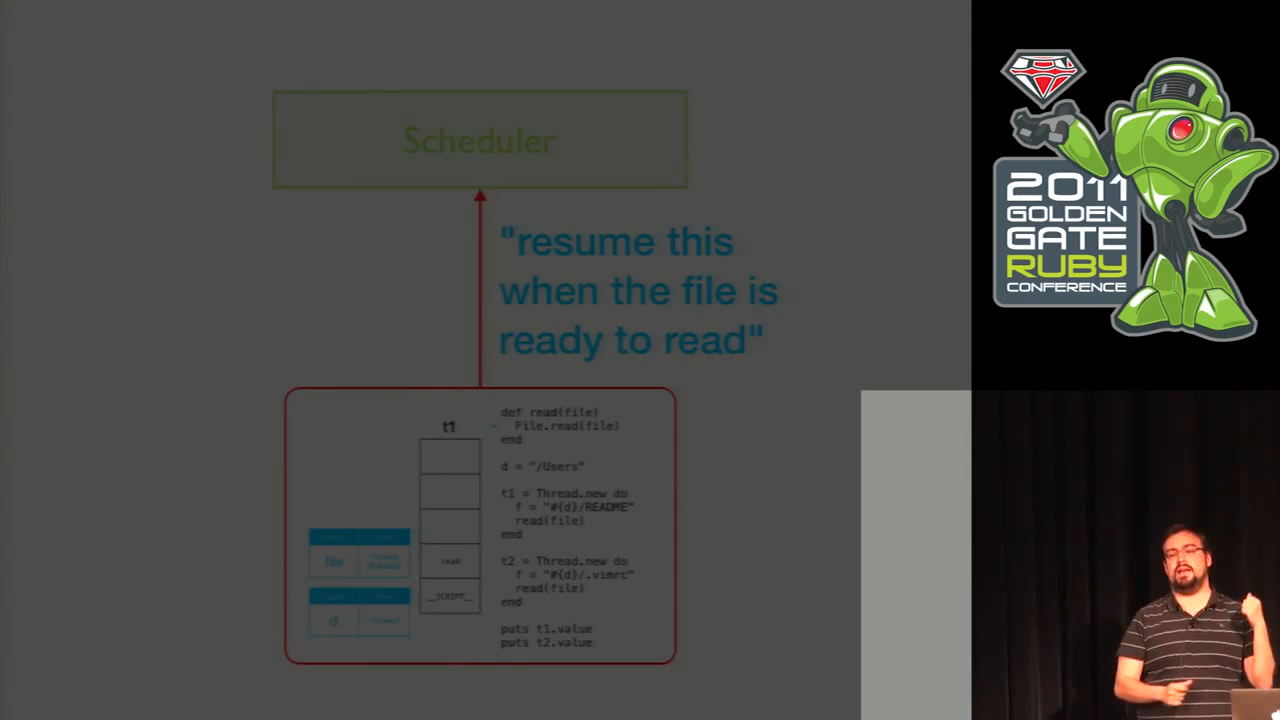 Scheduler
"resume this
when the file is
ready to read"
t1
def read(file)
File.read(file)
end
d = "/Users"
t1 = Thread.new do
f = "#{d}/README"
read(file)
end
t2 = Thread.new do
f = "#{d}/.vimrc"
read(file)
end
puts t1.value
puts t2.value
file
d
read
__SCRIPT__
2011
GOLDEN
GATE
RUBY
CONFERENCE